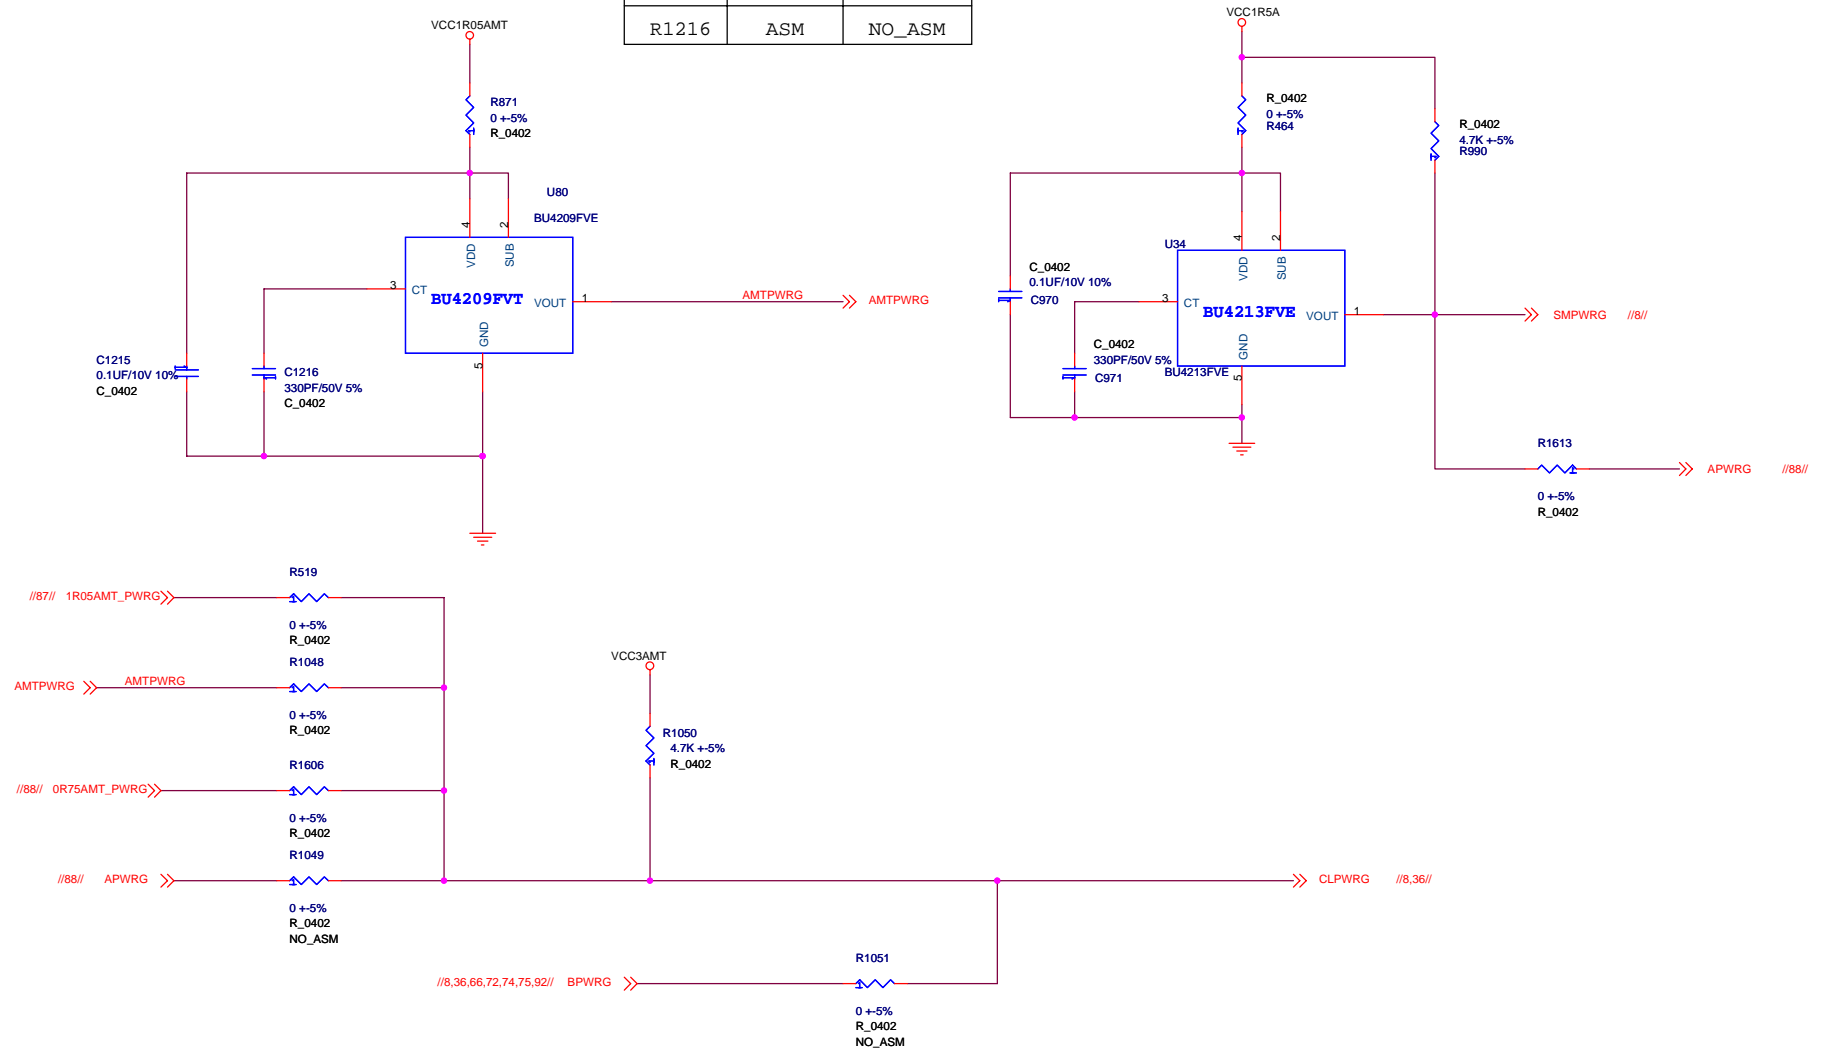 R1216 ASM NO_ASM
VCC1R05AMT
R871
0 +-5%
R_0402
U80
BU4209FVE
4
2
VDD
SUB
3
CT
BU4209FVT
VOUT
1
GND
5
AMTPWRG
AMTPWRG
C1215
0.1UF/10V 10%
C_0402
C1216
330PF/50V 5%
C_0402
VCC1R5A
R_0402
0 +-5%
R464
R_0402
4.7K +-5%
R990
U34
4
2
VDD
SUB
3
CT
BU4213FVE
VOUT
1
GND
5
BU4213FVE
C_0402
0.1UF/10V 10%
C970
C_0402
330PF/50V 5%
C971
SMPWRG //8//
R1613
0 +-5%
R_0402
APWRG //88//
R519
//87// 1R05AMT_PWRG
1
0 +-5%
R_0402
R1048
AMTPWRG
AMTPWRG
1
0 +-5%
R_0402
R1606
//88// 0R75AMT_PWRG
1
0 +-5%
R_0402
R1049
//88// APWRG
1
0 +-5%
R_0402
NO_ASM
VCC3AMT
R1050
4.7K +-5%
R_0402
CLPWRG //8,36//
R1051
//8,36,66,72,74,75,92// BPWRG
1
0 +-5%
R_0402
NO_ASM